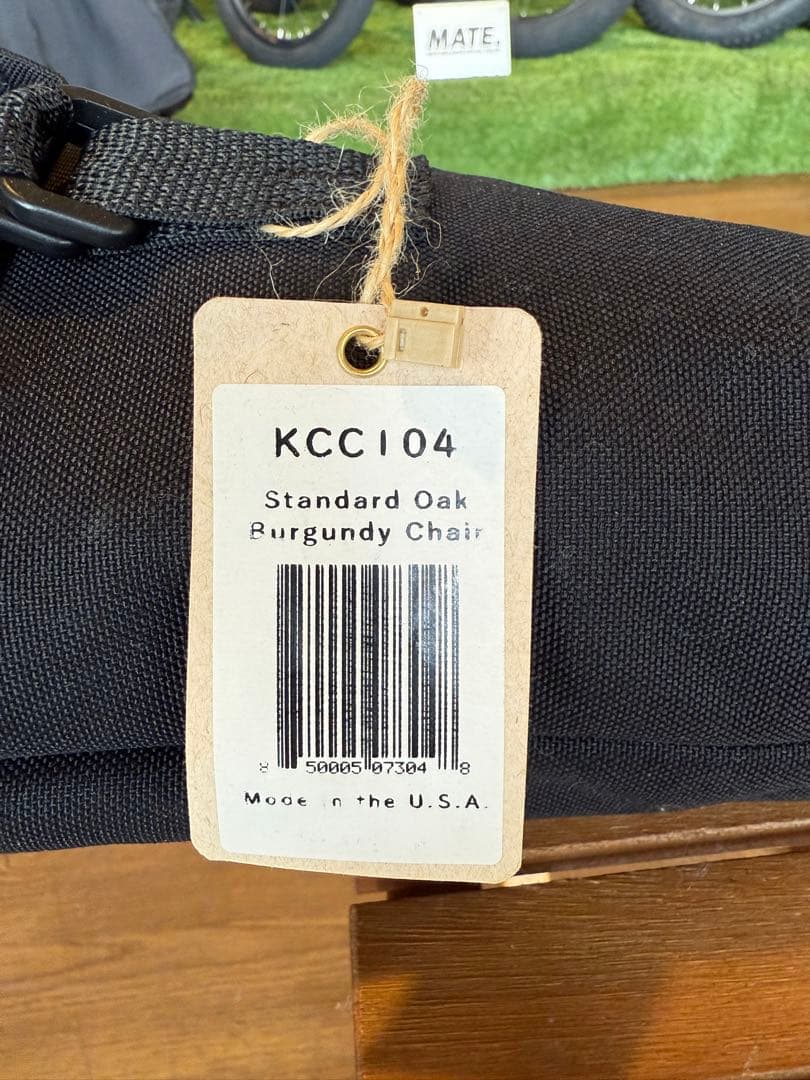 MATE.
KCC104
Standard Oak
Burgundy Chair
8 50005 07304 8
Made in the U.S.A.